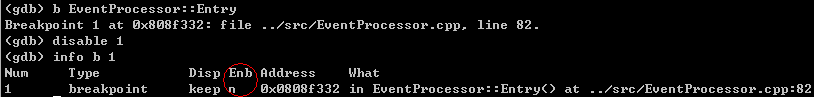 (gdb) b EventProcessor::Entry
Breakpoint 1 at 0x808f332: file ../src/EventProcessor.cpp, line 82.
(gdb) disable 1
(gdb) info b 1
Num     Type           Disp Enb Address    What
1       breakpoint     keep n   0x0808f332 in EventProcessor::Entry() at ../src/EventProcessor.cpp:82